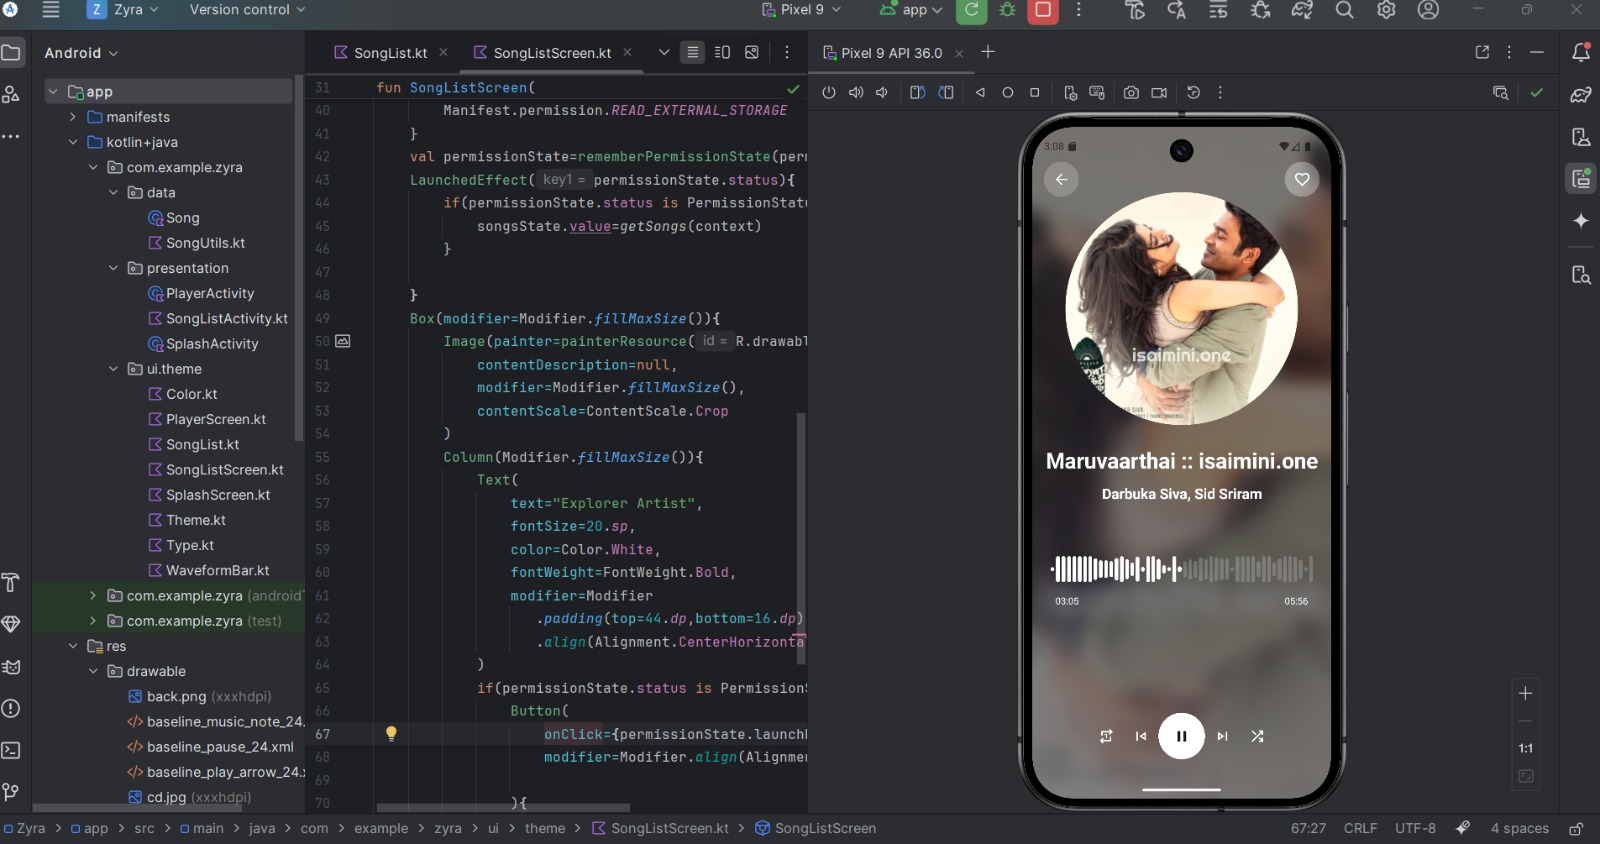 Z Zyra Version control Pixel 9 app
Android
SongList.kt SongListScreen.kt
Pixel 9 API 36.0
app
manifests
kotlin+java
com.example.zyra
data
Song
SongUtils.kt
presentation
PlayerActivity
SongListActivity.kt
SplashActivity
ui.theme
Color.kt
PlayerScreen.kt
SongList.kt
SongListScreen.kt
SplashScreen.kt
Theme.kt
Type.kt
WaveformBar.kt
com.example.zyra (androidT
com.example.zyra (test)
res
drawable
back.png (xxxhdpi)
baseline_music_note_24.
baseline_pause_24.xml
baseline_play_arrow_24.x
cd.jpg (xxxhdpi)
31 fun SongListScreen(
40 Manifest.permission.READ_EXTERNAL_STORAGE
41 }
42 val permissionState=rememberPermissionState(perm
43 LaunchedEffect( key1 = permissionState.status){
44 if(permissionState.status is PermissionStatu
45 songsState.value=getSongs(context)
46 }
47
48 }
49 Box(modifier=Modifier.fillMaxSize()){
50 Image(painter=painterResource( id = R.drawabl
51 contentDescription=null,
52 modifier=Modifier.fillMaxSize(),
53 contentScale=ContentScale.Crop
54 )
55 Column(Modifier.fillMaxSize()){
56 Text(
57 text="Explorer Artist",
58 fontSize=20.sp,
59 color=Color.White,
60 fontWeight=FontWeight.Bold,
61 modifier=Modifier
62 .padding(top=44.dp,bottom=16.dp)
63 .align(Alignment.CenterHorizonta
64 )
65 if(permissionState.status is PermissionS
66 Button(
67 onClick={permissionState.launchP
68 modifier=Modifier.align(Alignmen
69
70 ){
3:08
isaimini.one
Maruvaarthai :: isaimini.one
Darbuka Siva, Sid Sriram
03:05 05:56
1:1
Zyra > app > src > main > java > com > example > zyra > ui > theme > SongListScreen.kt > SongListScreen
67:27 CRLF UTF-8 4 spaces